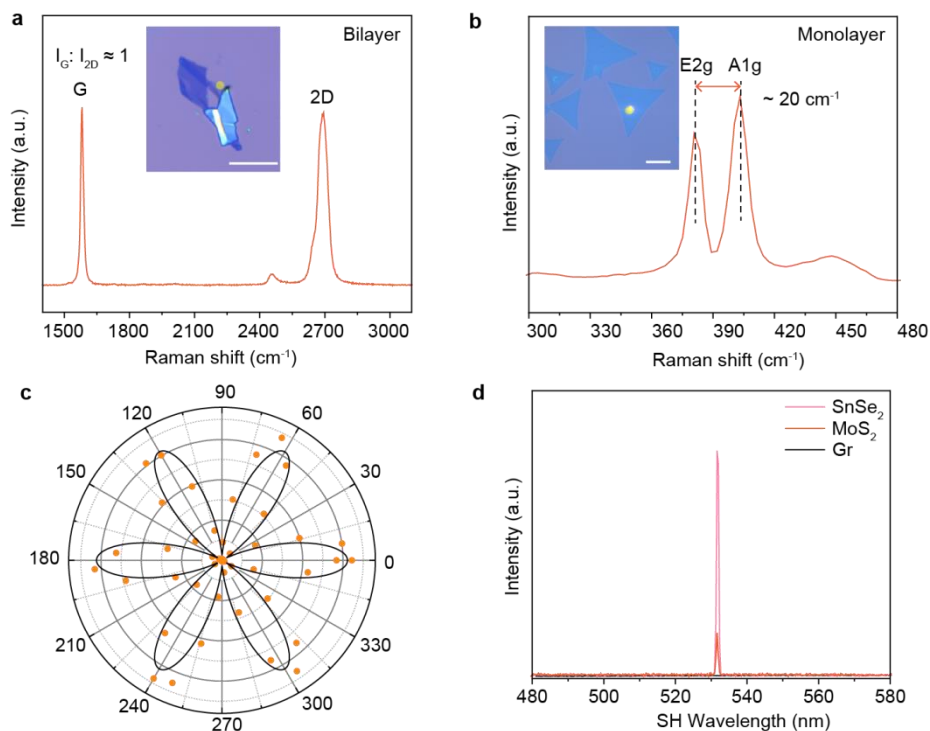 a
Bilayer
I_G: I_2D ≈ 1
G
2D
Intensity (a.u.)
1500 1800 2100 2400 2700 3000
Raman shift (cm⁻¹)
b
Monolayer
E2g A1g
~ 20 cm⁻¹
Intensity (a.u.)
300 360 390 420 450 480
Raman shift (cm⁻¹)
c
90
120 60
150 30
180 0
210 330
240 300
270
d
SnSe₂
MoS₂
Gr
Intensity (a.u.)
480 500 520 540 560 580
SH Wavelength (nm)